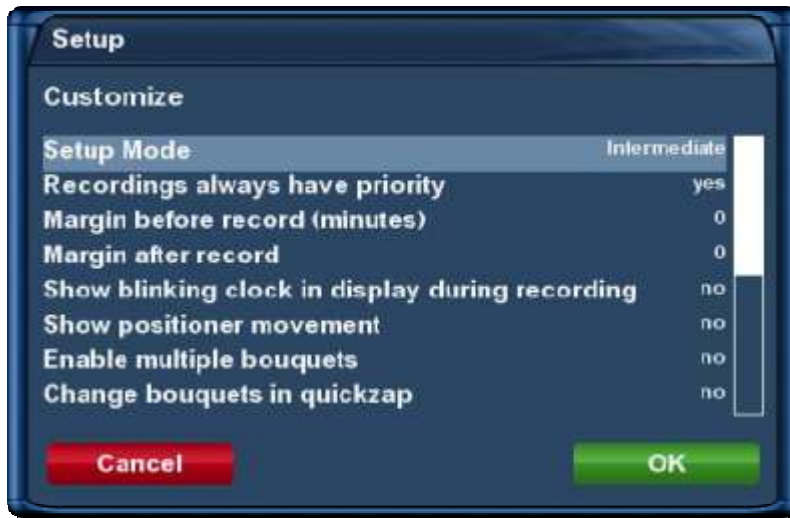 Setup
Customize
Setup Mode Intermediate
Recordings always have priority yes
Margin before record (minutes) 0
Margin after record 0
Show blinking clock in display during recording no
Show positioner movement no
Enable multiple bouquets no
Change bouquets in quickzap no
Cancel OK